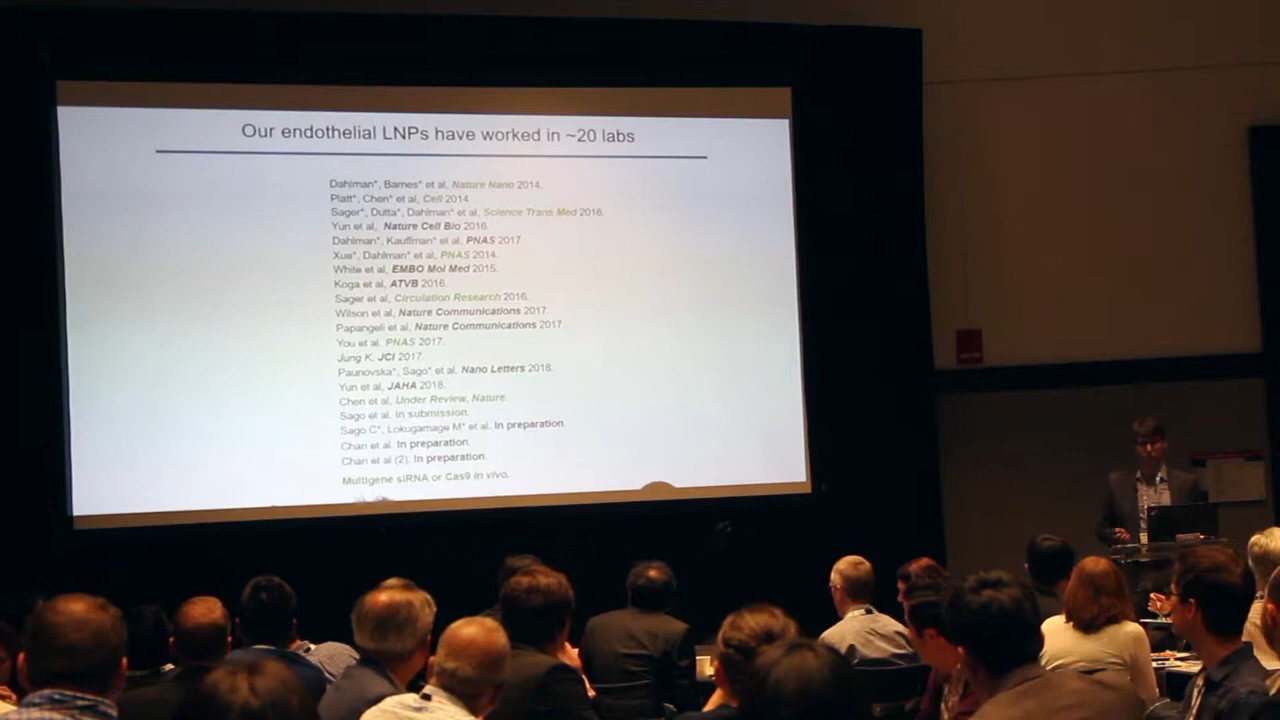 Our endothelial LNPs have worked in ~20 labs
Dahlman*, Barnes* et al, Nature Nano 2014.
Platt*, Chen* et al, Cell 2014.
Sager*, Dutta*, Dahlman* et al, Science Trans Med 2016.
Yun et al, Nature Cell Bio 2016.
Dahlman*, Kauffman* et al, PNAS 2017.
Xue*, Dahlman* et al, PNAS 2014.
White et al, EMBO Mol Med 2015.
Koga et al, ATVB 2016.
Sager et al, Circulation Research 2016.
Wilson et al, Nature Communications 2017.
Papangeli et al, Nature Communications 2017.
You et al. PNAS 2017.
Jung K. JCI 2017.
Paunovska*, Sago* et al. Nano Letters 2018.
Yun et al, JAHA 2018.
Chen et al, Under Review, Nature.
Sago et al. In submission.
Sago C*, Lokugamage M* et al. In preparation.
Chan et al. In preparation.
Chan et al (2). In preparation.
Multigene siRNA or Cas9 in vivo.